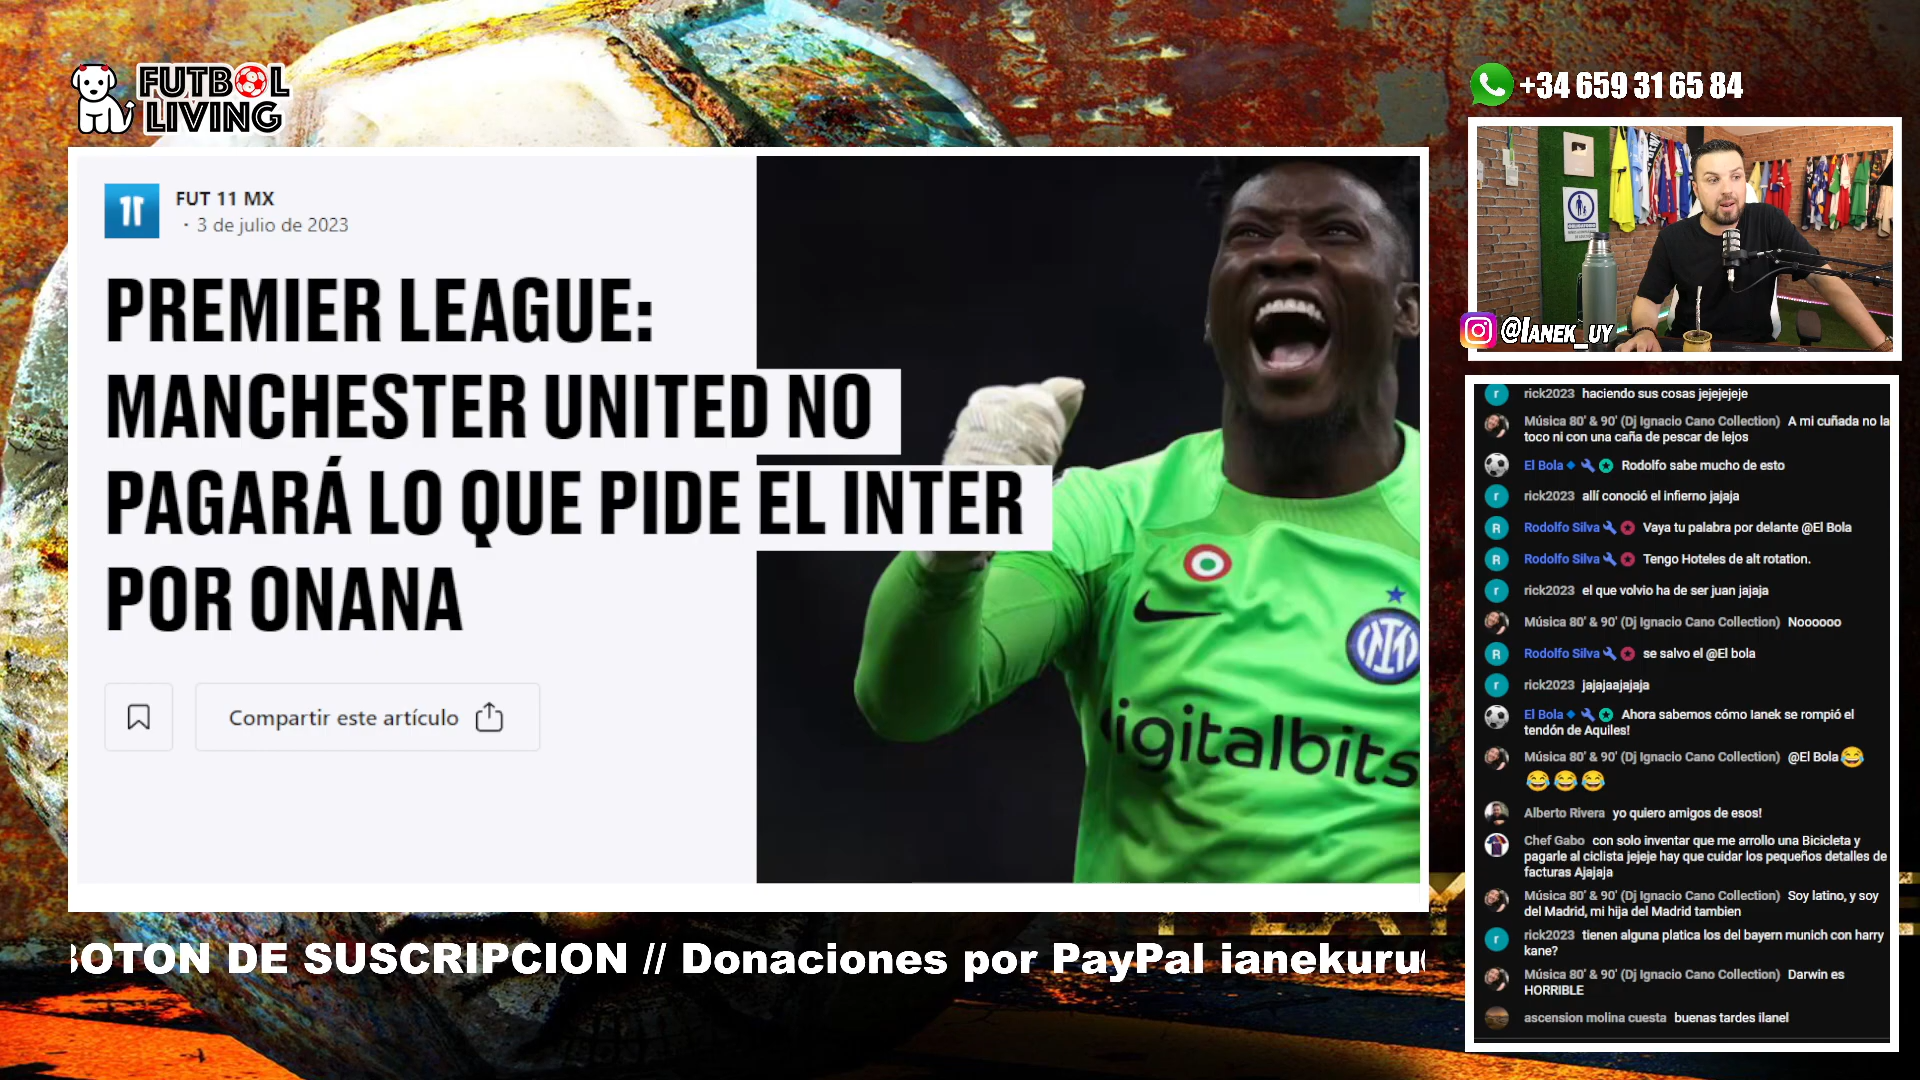 FUTBOL
LIVING
+34 659 31 65 84
FUT 11 MX
· 3 de julio de 2023
PREMIER LEAGUE:
MANCHESTER UNITED NO
PAGARÁ LO QUE PIDE EL INTER
POR ONANA
Compartir este artículo
digitalbits
@IANEK_UY
rick2023 haciendo sus cosas jejejejeje
Música 80' & 90' (Dj Ignacio Cano Collection) A mi cuñada no la
toco ni con una caña de pescar de lejos
El Bola Rodolfo sabe mucho de esto
rick2023 allí conoció el infierno jajaja
Rodolfo Silva Vaya tu palabra por delante @El Bola
Rodolfo Silva Tengo Hoteles de alt rotation.
rick2023 el que volvio ha de ser juan jajaja
Música 80' & 90' (Dj Ignacio Cano Collection) Noooooo
Rodolfo Silva se salvo el @El bola
rick2023 jajajaajajaja
El Bola Ahora sabemos cómo Ianek se rompió el
tendón de Aquiles!
Música 80' & 90' (Dj Ignacio Cano Collection) @El Bola😂
😂😂😂
Alberto Rivera yo quiero amigos de esos!
Chef Gabo con solo inventar que me arrollo una Bicicleta y
pagarle al ciclista jejeje hay que cuidar los pequeños detalles de
facturas Ajajaja
Música 80' & 90' (Dj Ignacio Cano Collection) Soy latino, y soy
del Madrid, mi hija del Madrid tambien
rick2023 tienen alguna platica los del bayern munich con harry
kane?
Música 80' & 90' (Dj Ignacio Cano Collection) Darwin es
HORRIBLE
ascension molina cuesta buenas tardes ilanel
BOTON DE SUSCRIPCION // Donaciones por PayPal ianekuru